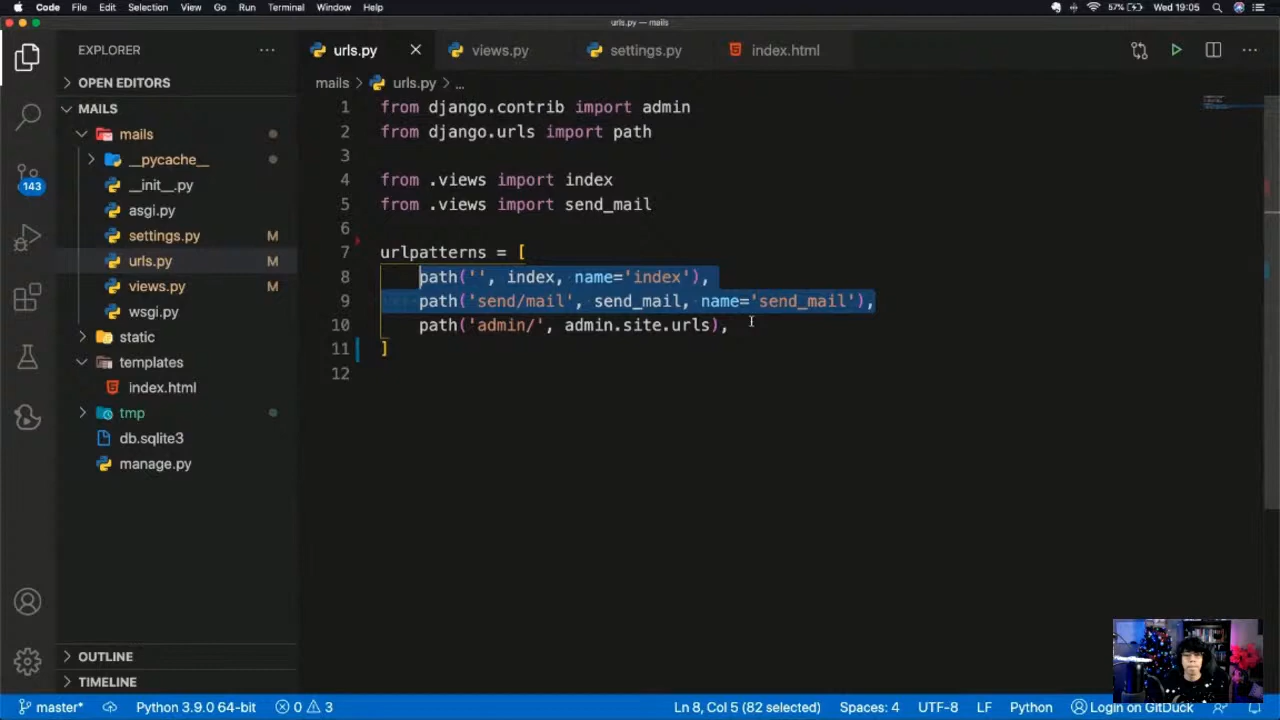 Code File Edit Selection View Go Run Terminal Window Help 57% Wed 19:05
urls.py — mails
EXPLORER
urls.py views.py settings.py index.html
OPEN EDITORS
mails urls.py ...
MAILS
mails
__pycache__
__init__.py
asgi.py
settings.py M
urls.py M
views.py M
wsgi.py
static
templates
index.html
tmp
db.sqlite3
manage.py
143
1 from django.contrib import admin
2 from django.urls import path
3
4 from .views import index
5 from .views import send_mail
6
7 urlpatterns = [
8 path('', index, name='index'),
9 path('send/mail', send_mail, name='send_mail'),
10 path('admin/', admin.site.urls),
11 ]
12
OUTLINE
TIMELINE
master* Python 3.9.0 64-bit 0 3 Ln 8, Col 5 (82 selected) Spaces: 4 UTF-8 LF Python Login on GitDuck